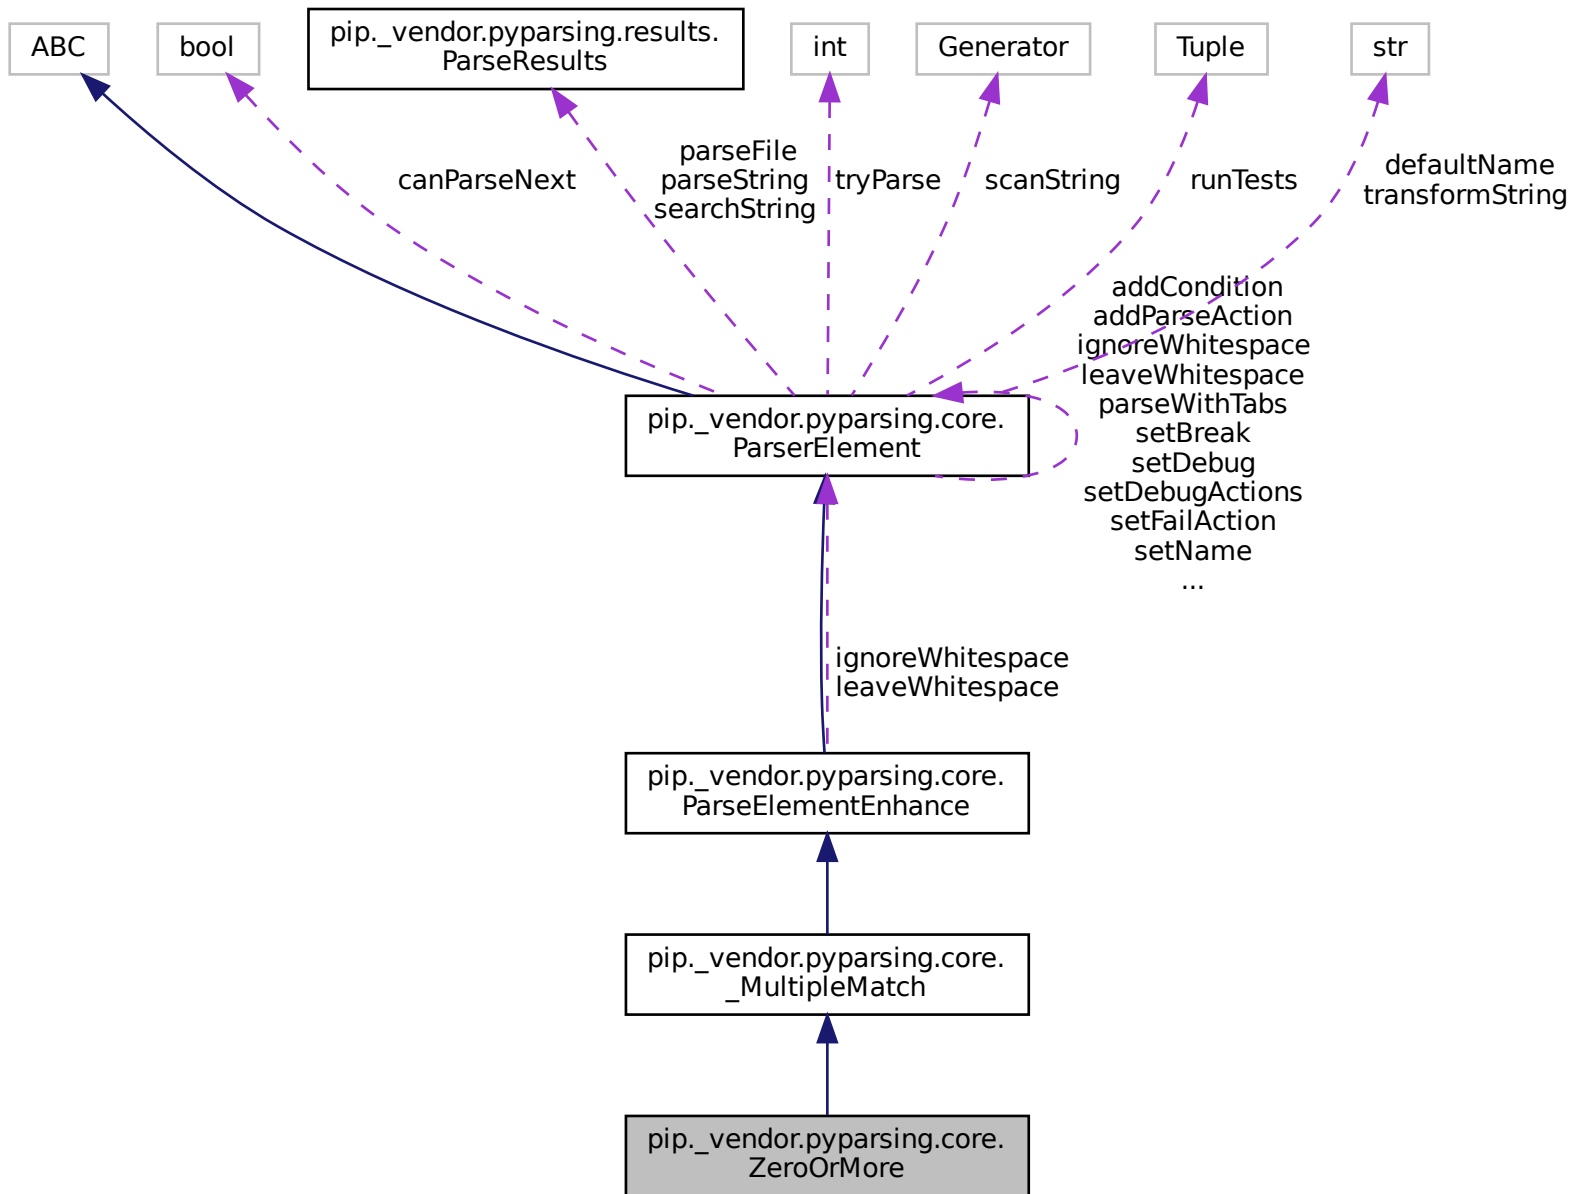 ABC
bool
pip._vendor.pyparsing.results.
ParseResults
int
Generator
Tuple
str
canParseNext
parseFile
parseString
searchString
tryParse
scanString
runTests
defaultName
transformString
addCondition
addParseAction
ignoreWhitespace
leaveWhitespace
parseWithTabs
setBreak
setDebug
setDebugActions
setFailAction
setName
...
pip._vendor.pyparsing.core.
ParserElement
ignoreWhitespace
leaveWhitespace
pip._vendor.pyparsing.core.
ParseElementEnhance
pip._vendor.pyparsing.core.
_MultipleMatch
pip._vendor.pyparsing.core.
ZeroOrMore